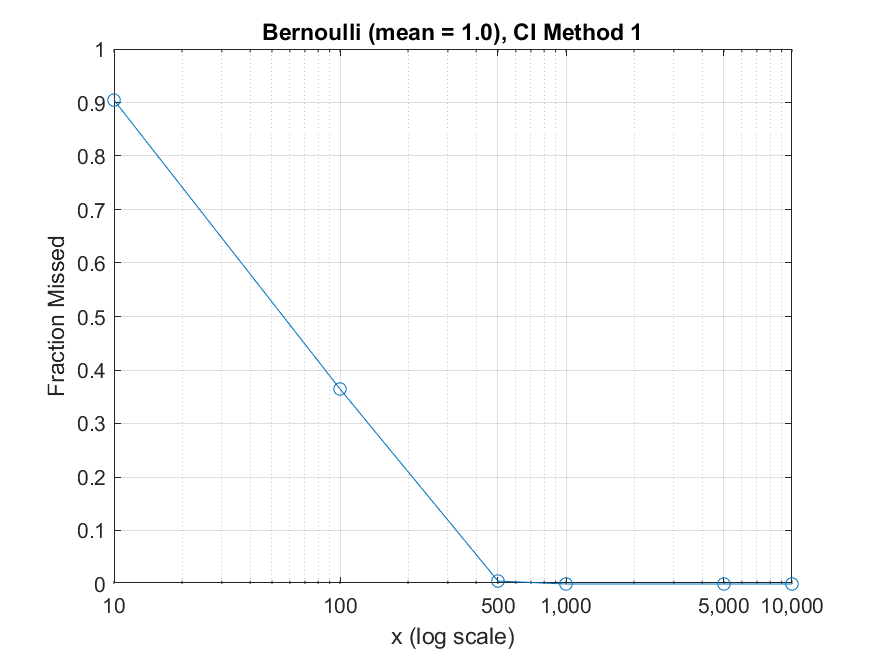 Bernoulli (mean = 1.0), CI Method 1
1
0.9
0.8
0.7
0.6
0.5
0.4
0.3
0.2
0.1
0
Fraction Missed
10 100 500 1,000 5,000 10,000
x (log scale)